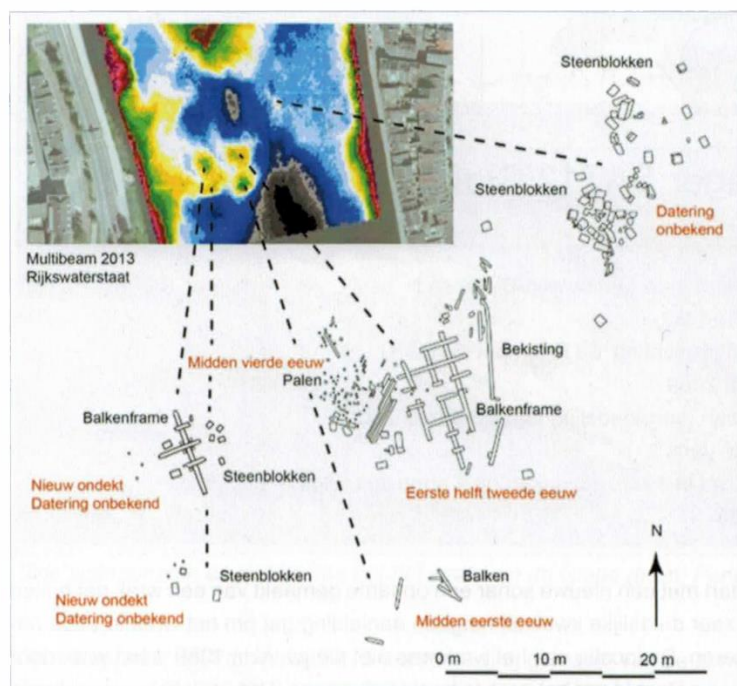 Steenblokken
Steenblokken
Datering
onbekend
Multibeam 2013
Rijkswaterstaat
Midden vierde eeuw
Palen
Bekisting
Balkenframe
Balkenframe
Steenblokken
Nieuw ondekt
Datering onbekend
Eerste helft tweede eeuw
N
Steenblokken
Balken
Nieuw ondekt
Datering onbekend
Midden eerste eeuw
0 m
10 m
20 m